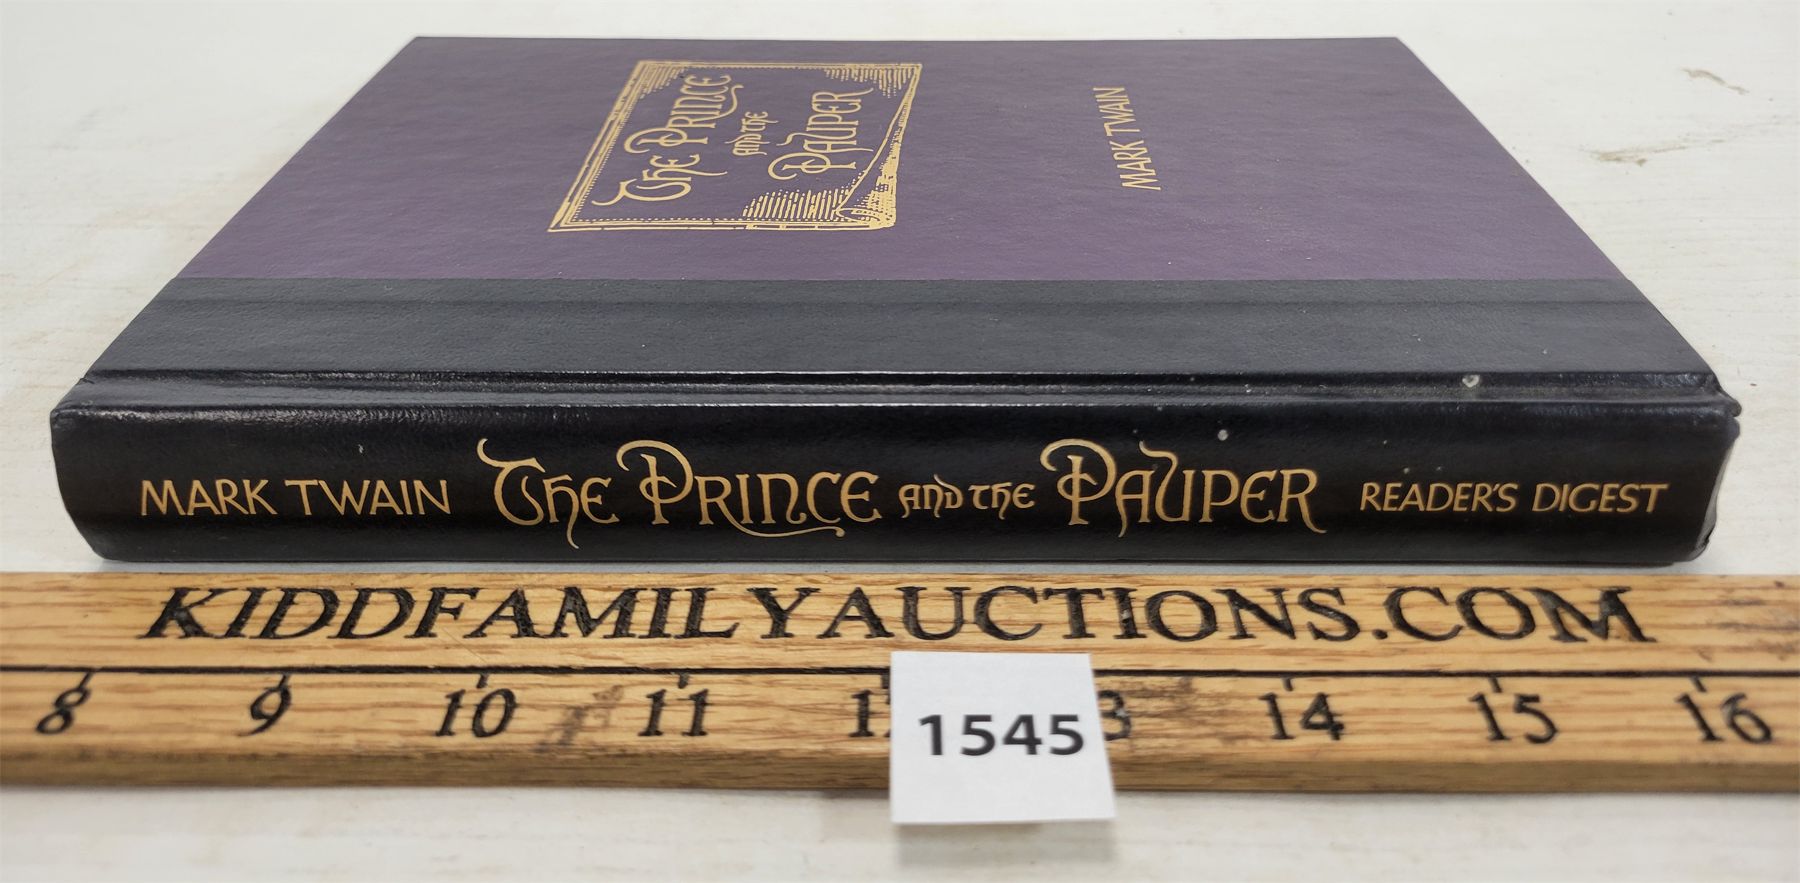 The Prince
and the
Pauper
MARK TWAIN
MARK TWAIN The Prince and the Pauper READER'S DIGEST
KIDDFAMILYAUCTIONS.COM
8 9 10 11 14 15 16
1545